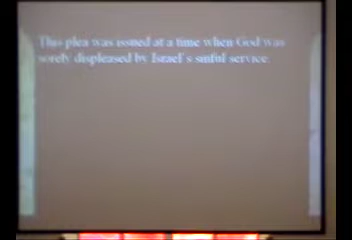 This plea was issued at a time when God was
sorely displeased by Israel's sinful service